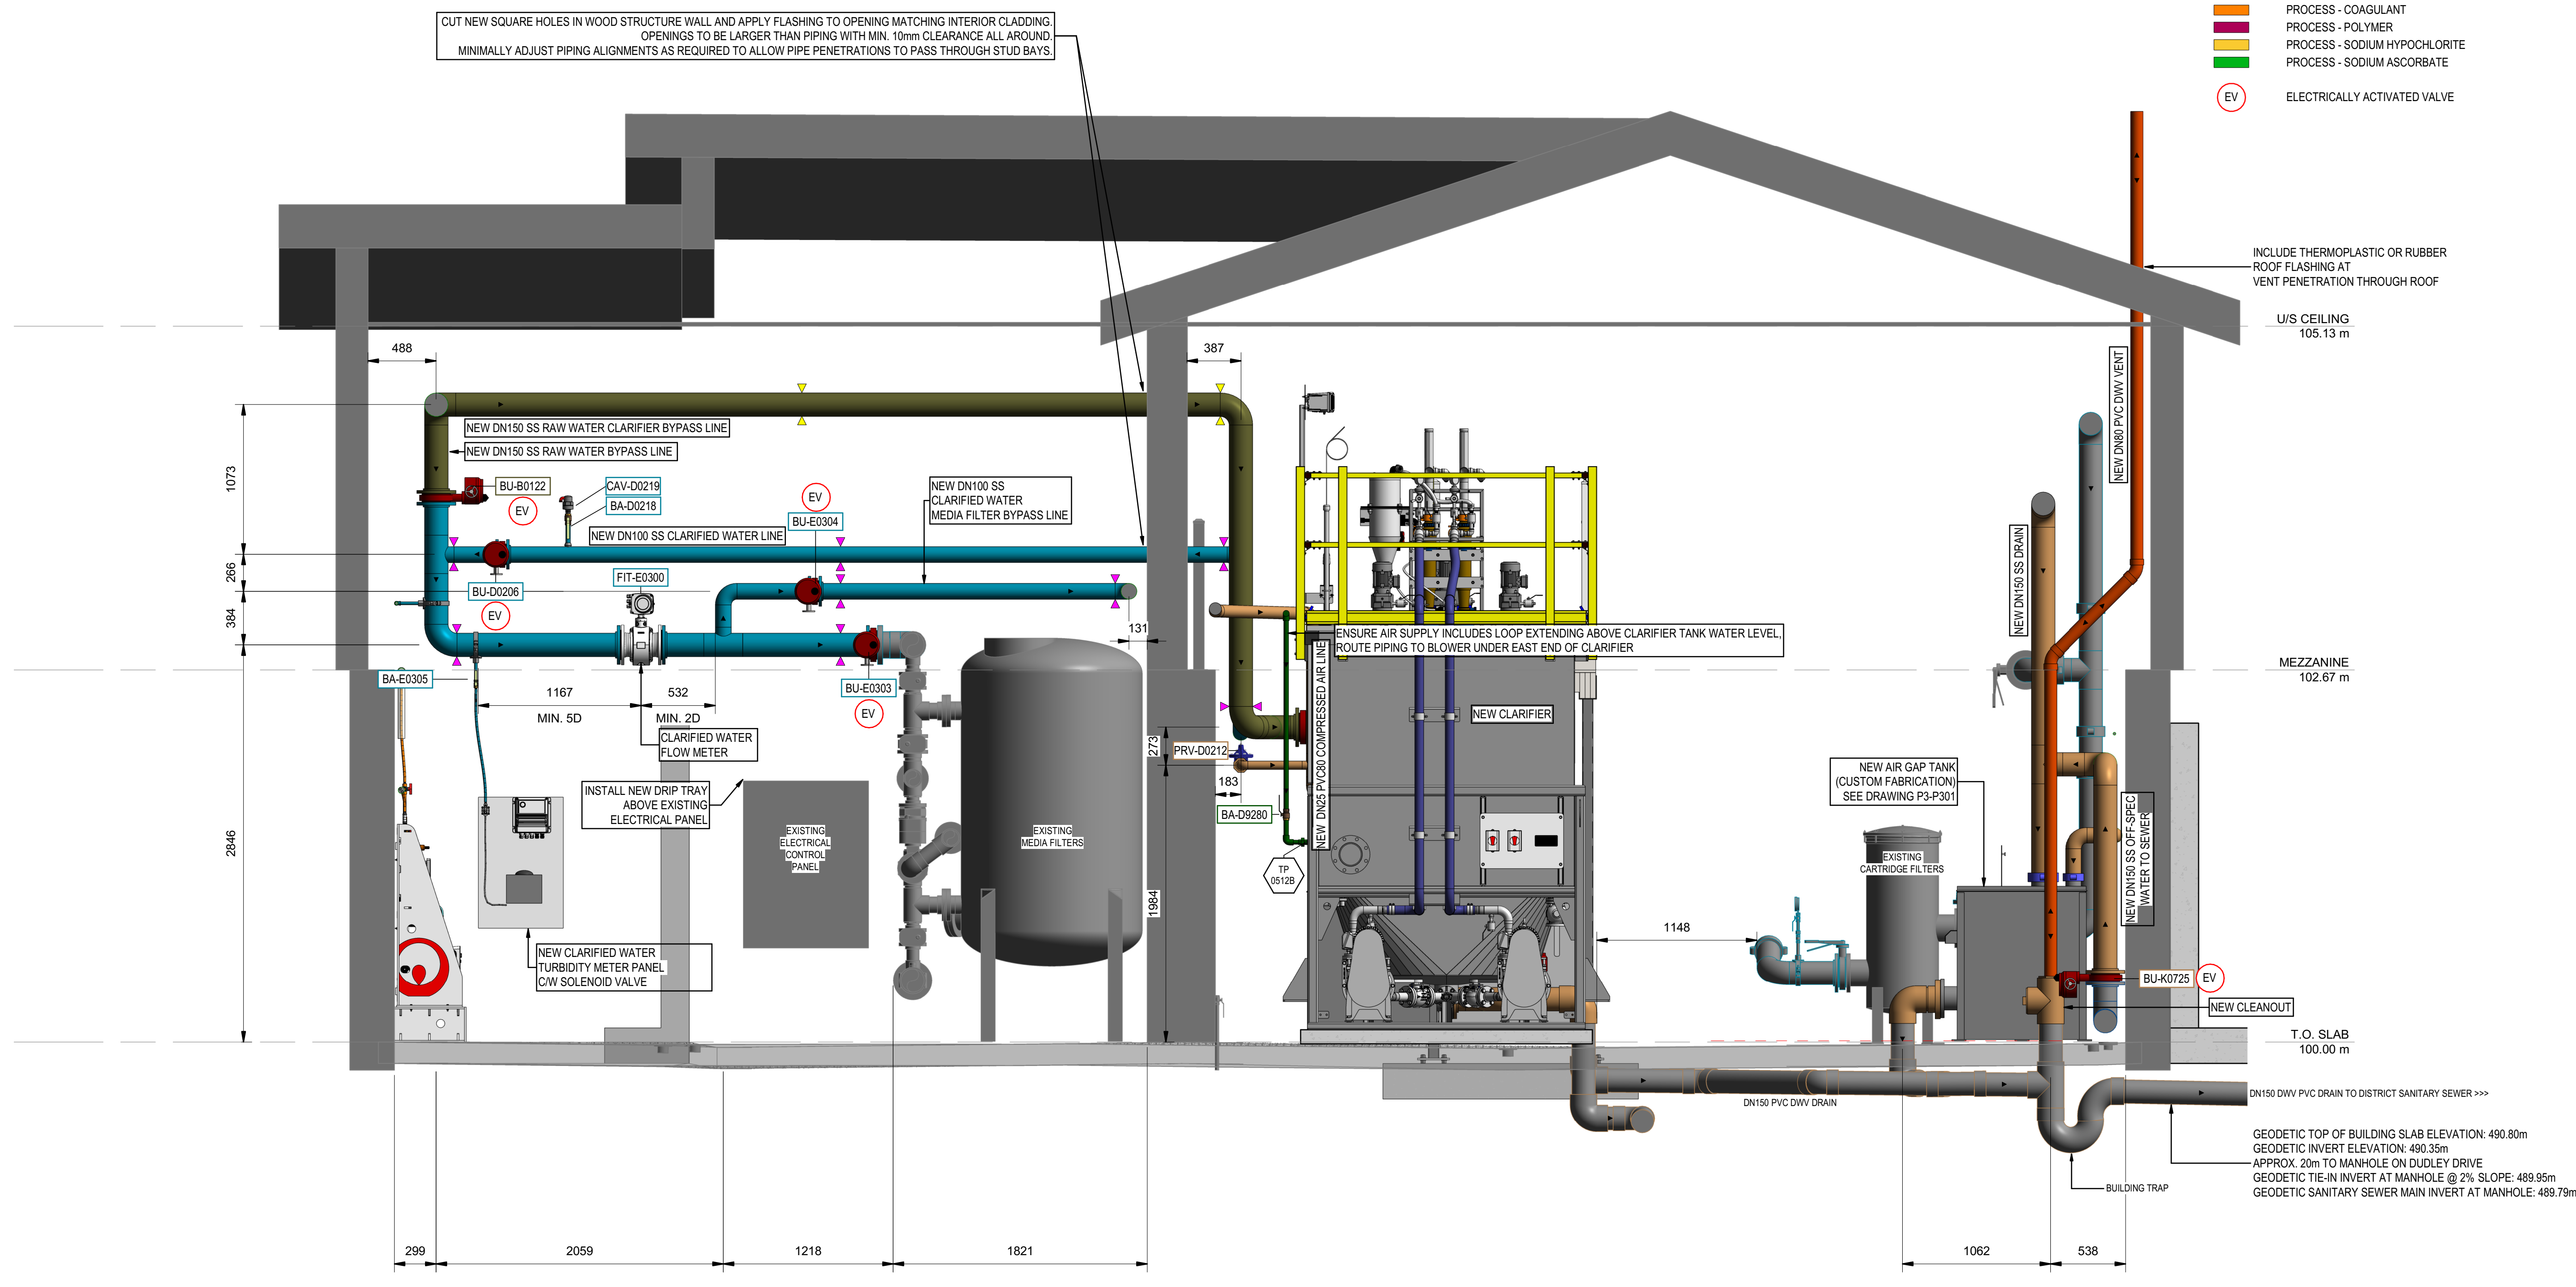 CUT NEW SQUARE HOLES IN WOOD STRUCTURE WALL AND APPLY FLASHING TO OPENING MATCHING INTERIOR CLADDING.
OPENINGS TO BE LARGER THAN PIPING WITH MIN. 10mm CLEARANCE ALL AROUND.
MINIMALLY ADJUST PIPING ALIGNMENTS AS REQUIRED TO ALLOW PIPE PENETRATIONS TO PASS THROUGH STUD BAYS.
PROCESS - COAGULANT
PROCESS - POLYMER
PROCESS - SODIUM HYPOCHLORITE
PROCESS - SODIUM ASCORBATE
EV
ELECTRICALLY ACTIVATED VALVE
INCLUDE THERMOPLASTIC OR RUBBER
ROOF FLASHING AT
VENT PENETRATION THROUGH ROOF
U/S CEILING
105.13 m
488
387
NEW DN80 PVC DWV VENT
NEW DN150 SS RAW WATER CLARIFIER BYPASS LINE
NEW DN150 SS RAW WATER BYPASS LINE
1073
BU-B0122
EV
CAV-D0219
BA-D0218
EV
BU-E0304
NEW DN100 SS
CLARIFIED WATER
MEDIA FILTER BYPASS LINE
NEW DN100 SS CLARIFIED WATER LINE
266
BU-D0206
EV
FIT-E0300
384
131
NEW DN150 SS DRAIN
ENSURE AIR SUPPLY INCLUDES LOOP EXTENDING ABOVE CLARIFIER TANK WATER LEVEL,
ROUTE PIPING TO BLOWER UNDER EAST END OF CLARIFIER
MEZZANINE
102.67 m
BA-E0305
1167
MIN. 5D
532
MIN. 2D
BU-E0303
EV
CLARIFIED WATER
FLOW METER
NEW CLARIFIER
NEW DN25 PVC80 COMPRESSED AIR LINE
273
PRV-D0212
183
BA-D9280
TP
0512B
INSTALL NEW DRIP TRAY
ABOVE EXISTING
ELECTRICAL PANEL
EXISTING
ELECTRICAL
CONTROL
PANEL
EXISTING
MEDIA FILTERS
NEW AIR GAP TANK
(CUSTOM FABRICATION)
SEE DRAWING P3-P301
EXISTING
CARTRIDGE FILTERS
NEW DN150 SS OFF-SPEC
WATER TO SEWER
2846
1984
1148
NEW CLARIFIED WATER
TURBIDITY METER PANEL
C/W SOLENOID VALVE
BU-K0725
EV
NEW CLEANOUT
T.O. SLAB
100.00 m
DN150 PVC DWV DRAIN
DN150 DWV PVC DRAIN TO DISTRICT SANITARY SEWER >>>
GEODETIC TOP OF BUILDING SLAB ELEVATION: 490.80m
GEODETIC INVERT ELEVATION: 490.35m
APPROX. 20m TO MANHOLE ON DUDLEY DRIVE
GEODETIC TIE-IN INVERT AT MANHOLE @ 2% SLOPE: 489.95m
GEODETIC SANITARY SEWER MAIN INVERT AT MANHOLE: 489.79m
BUILDING TRAP
299
2059
1218
1821
1062
538